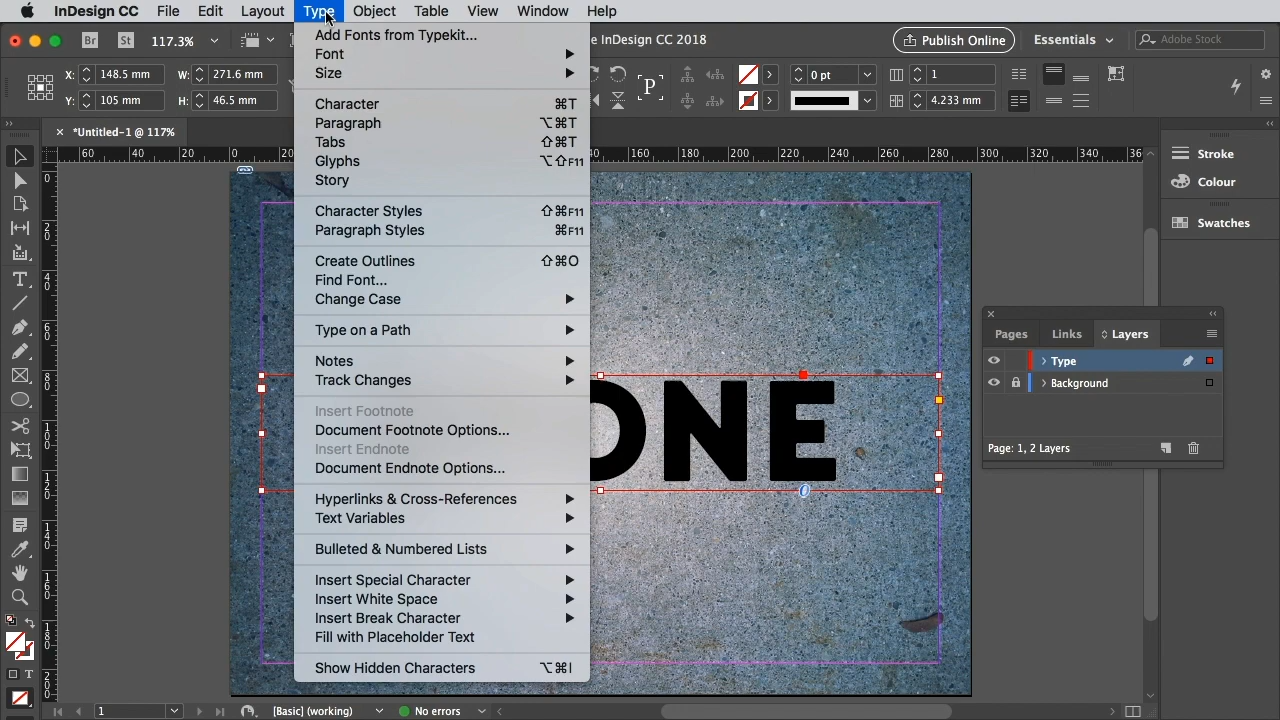 InDesign CC File Edit Layout Type Object Table View Window Help
Br St 117.3% e InDesign CC 2018 Publish Online Essentials Adobe Stock
X: 148.5 mm W: 271.6 mm P 0 pt 1
Y: 105 mm H: 46.5 mm 4.233 mm
*Untitled-1 @ 117%
60 40 20 0 160 180 200 220 240 260 280 300 320 340
Add Fonts from Typekit...
Font
Size
Character ⌘T
Paragraph ⌥⌘T
Tabs ⇧⌘T
Glyphs ⌥⇧F11
Story
Character Styles ⇧⌘F11
Paragraph Styles ⌘F11
Create Outlines ⇧⌘O
Find Font...
Change Case
Type on a Path
Notes
Track Changes
Insert Footnote
Document Footnote Options...
Insert Endnote
Document Endnote Options...
Hyperlinks & Cross-References
Text Variables
Bulleted & Numbered Lists
Insert Special Character
Insert White Space
Insert Break Character
Fill with Placeholder Text
Show Hidden Characters ⌥⌘I
ONE
Stroke
Colour
Swatches
Pages Links Layers
Type
Background
Page: 1, 2 Layers
1 [Basic] (working) No errors